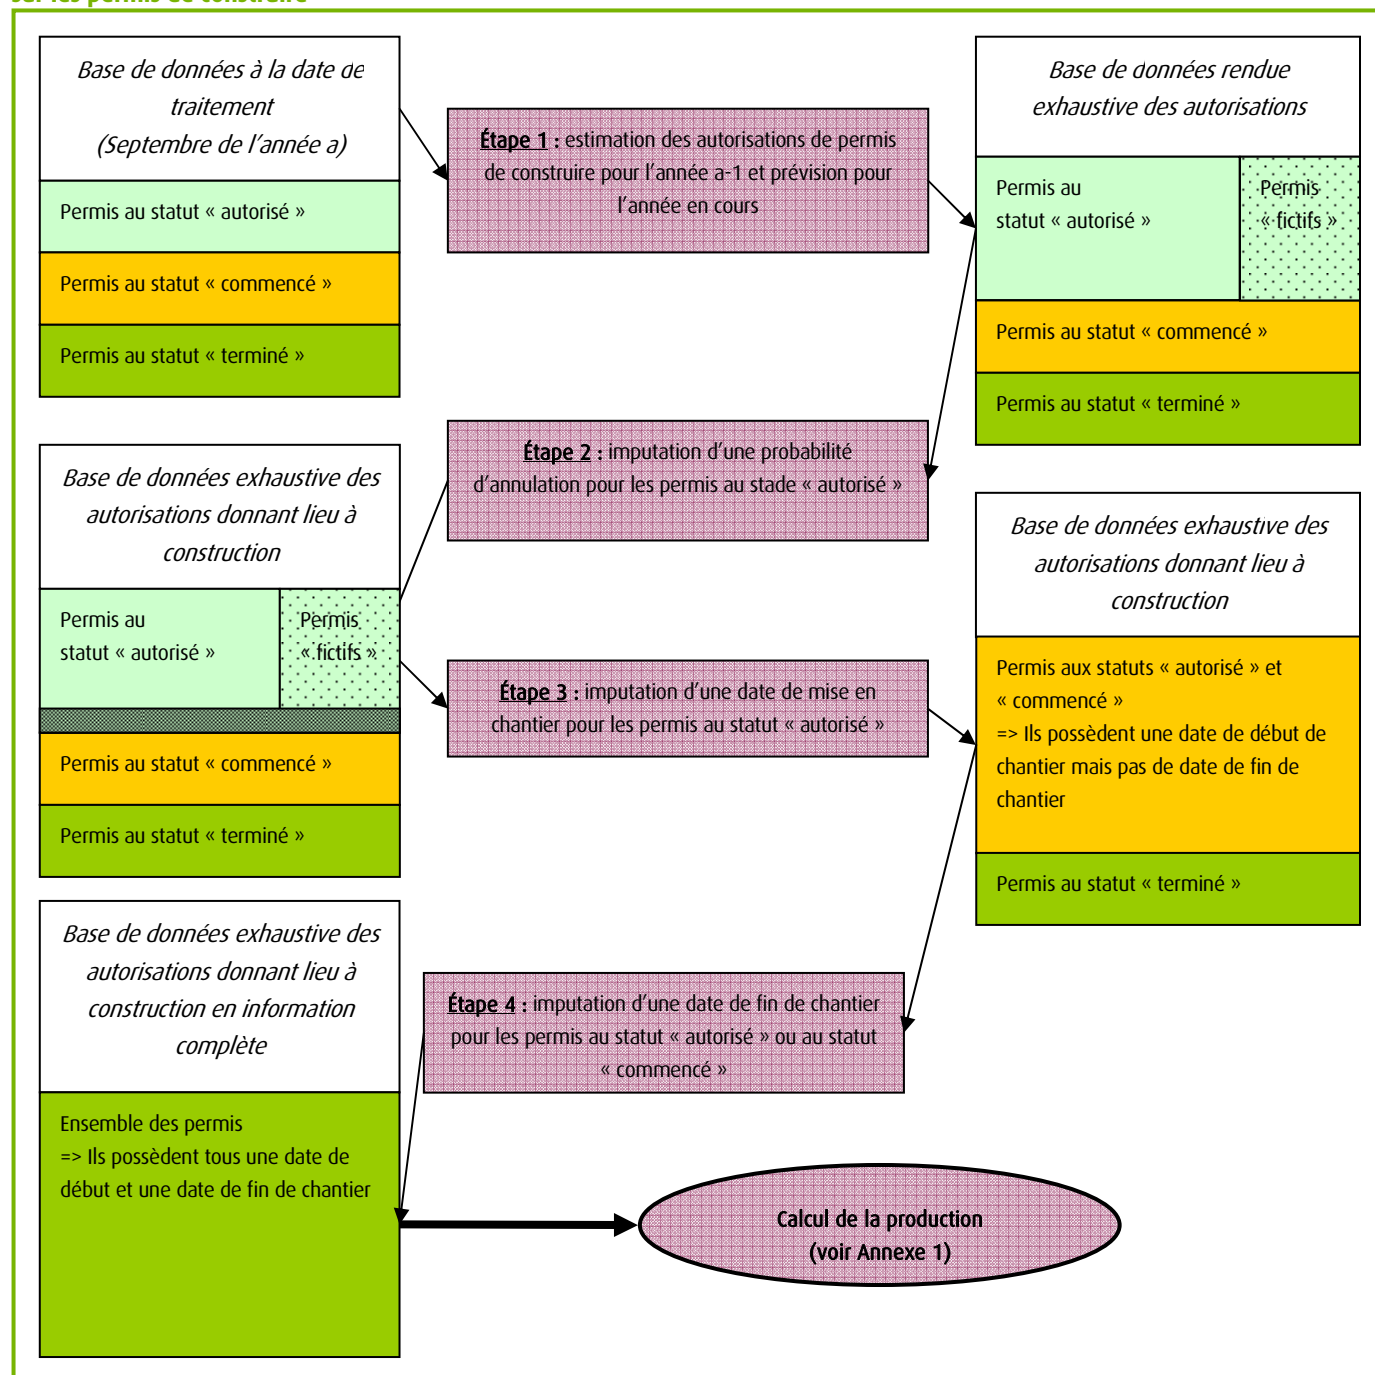 sur les permis de construire
Base de données à la date de
traitement
(Septembre de l'année a)
Permis au statut « autorisé »
Permis au statut « commencé »
Permis au statut « terminé »
Étape 1 : estimation des autorisations de permis
de construire pour l'année a-1 et prévision pour
l'année en cours
Base de données rendue
exhaustive des autorisations
Permis au
statut « autorisé »
Permis
« fictifs »
Permis au statut « commencé »
Permis au statut « terminé »
Étape 2 : imputation d'une probabilité
d'annulation pour les permis au stade « autorisé »
Base de données exhaustive des
autorisations donnant lieu à
construction
Permis au
statut « autorisé »
Permis
« fictifs »
Permis au statut « commencé »
Permis au statut « terminé »
Étape 3 : imputation d'une date de mise en
chantier pour les permis au statut « autorisé »
Base de données exhaustive des
autorisations donnant lieu à
construction
Permis aux statuts « autorisé » et
« commencé »
=> Ils possèdent une date de début de
chantier mais pas de date de fin de
chantier
Permis au statut « terminé »
Étape 4 : imputation d'une date de fin de chantier
pour les permis au statut « autorisé » ou au statut
« commencé »
Base de données exhaustive des
autorisations donnant lieu à
construction en information
complète
Ensemble des permis
=> Ils possèdent tous une date de
début et une date de fin de chantier
Calcul de la production
(voir Annexe 1)